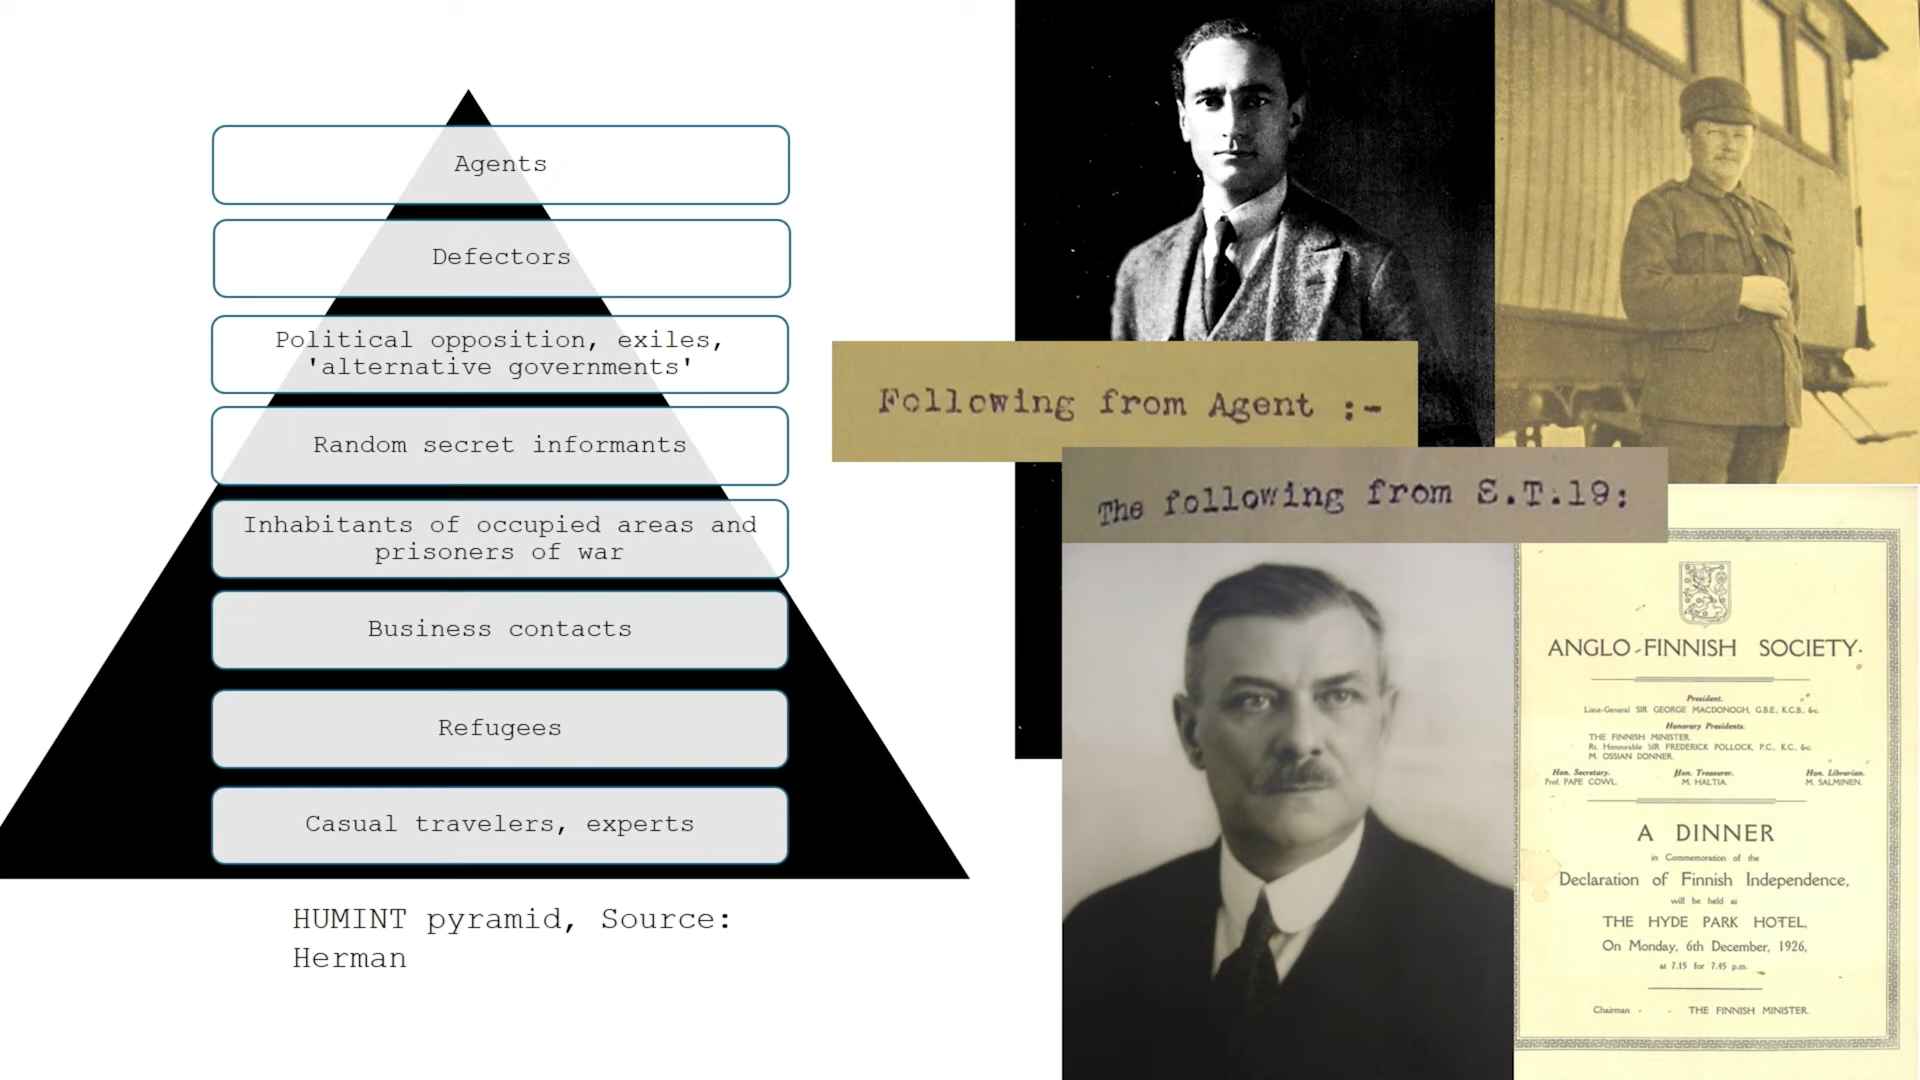 Agents
Defectors
Political opposition, exiles,
'alternative governments'
Random secret informants
Inhabitants of occupied areas and
prisoners of war
Business contacts
Refugees
Casual travelers, experts
HUMINT pyramid, Source:
Herman
Following from Agent :-
The following from S.T.19:
ANGLO-FINNISH SOCIETY.
President.
Lieut-General SIR GEORGE MACDONOGH, G.B.E., K.C.B., &c.
Honorary Presidents.
THE FINNISH MINISTER.
Rt. Honourable SIR FREDERICK POLLOCK, P.C., K.C., &c.
M. OSSIAN DONNER.
Hon. Secretary. Hon. Treasurer. Hon. Librarian.
Prof. PAPE COWL. M. HALTIA. M. SALMINEN.
A DINNER
in Commemoration of the
Declaration of Finnish Independence,
will be held at
THE HYDE PARK HOTEL,
On Monday, 6th December, 1926,
at 7.15 for 7.45 p.m.
Chairman - - THE FINNISH MINISTER.